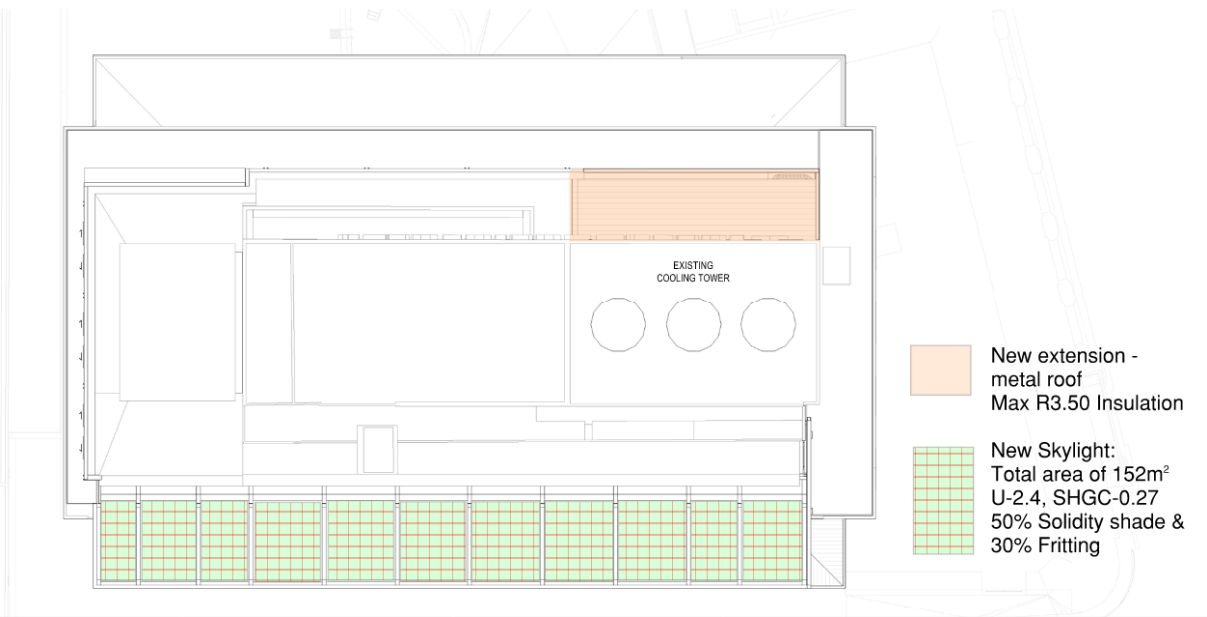 EXISTING
COOLING TOWER
New extension -
metal roof
Max R3.50 Insulation
New Skylight:
Total area of 152m²
U-2.4, SHGC-0.27
50% Solidity shade &
30% Fritting